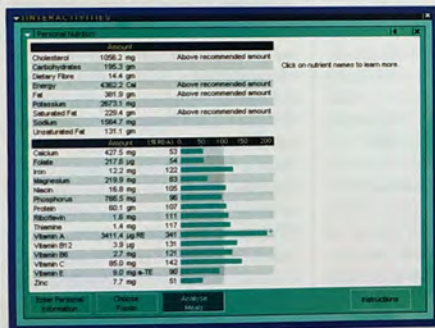 INTERACTIVITIES
Personal Nutrition
Amount
Cholesterol 1056.2 mg Above recommended amount
Carbohydrates 195.3 gm
Dietary Fibre 14.4 gm
Energy 4362.2 Cal Above recommended amount
Fat 381.9 gm Above recommended amount
Potassium 2673.1
Saturated Fat 229.4 gm Above recommended amount
Sodium 1564.7 mg
Unsaturated Fat 131.1 gm
Click on nutrient names to learn more.
Amount 0 50 100 150 200
Calcium 427.5 mg 53
Folate 217.6 µg 54
Iron 12.2 mg 122
Magnesium 219.9 mg 63
Niacin 16.8 mg 105
Phosphorus 766.5 mg 96
Protein 60.1 gm 107
Riboflavin 1.6 mg 111
Thiamine 1.4 mg 117
Vitamin A 3411.4 µg RE 341
Vitamin B12 3.9 µg 131
Vitamin B6 2.7 mg 121
Vitamin C 85.0 mg 142
Vitamin E 9.0 mg α-TE 90
Zinc 7.7 mg 51
Enter Personal Information
Choose Foods
Analyse Meals
Instructions